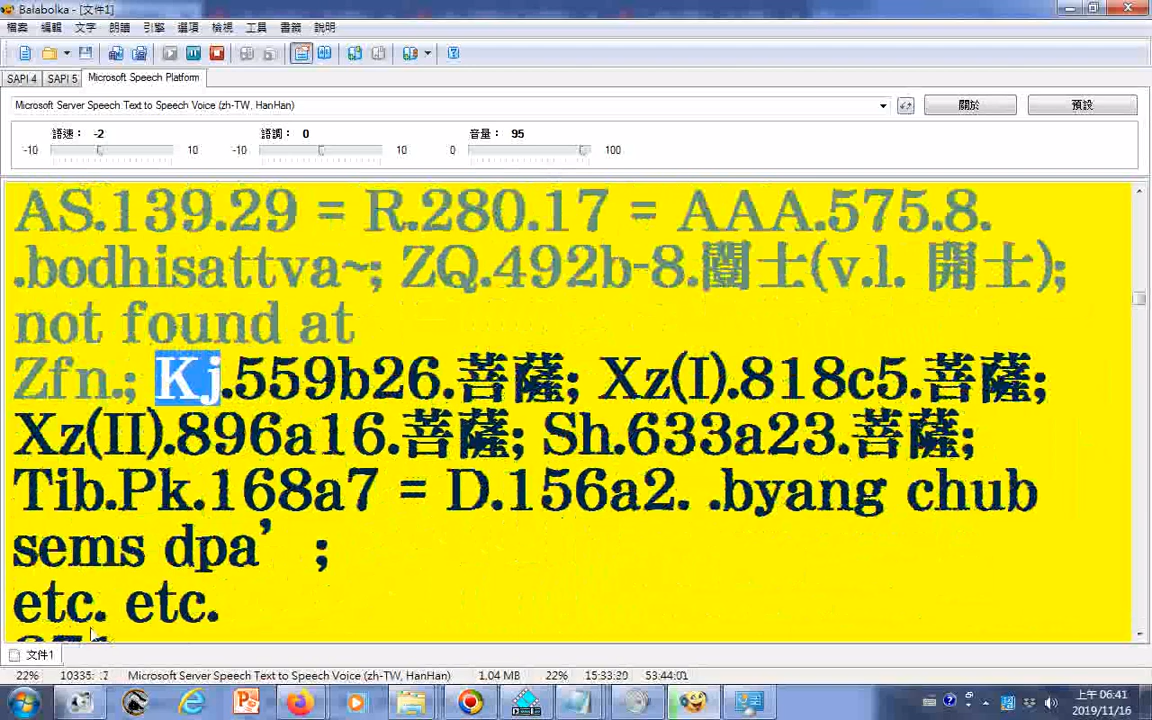 Balabolka - [文件1]
檔案 編輯 文字 朗讀 引擎 選項 檢視 工具 書籤 說明
SAPI 4 SAPI 5 Microsoft Speech Platform
Microsoft Server Speech Text to Speech Voice (zh-TW, HanHan) 關於 預設
語速： -2 語調： 0 音量： 95
-10 10 -10 10 0 100
AS.139.29 = R.280.17 = AAA.575.8.
.bodhisattva~; ZQ.492b-8.闓士(v.l. 開士);
not found at
Zfn.; Kj.559b26.菩薩; Xz(I).818c5.菩薩;
Xz(II).896a16.菩薩; Sh.633a23.菩薩;
Tib.Pk.168a7 = D.156a2. .byang chub
sems dpa’ ;
etc. etc.
文件1
22% Microsoft Server Speech Text to Speech Voice (zh-TW, HanHan) 1.04 MB 22% 15:33:20 53:44:01
上午 06:41
2019/11/16